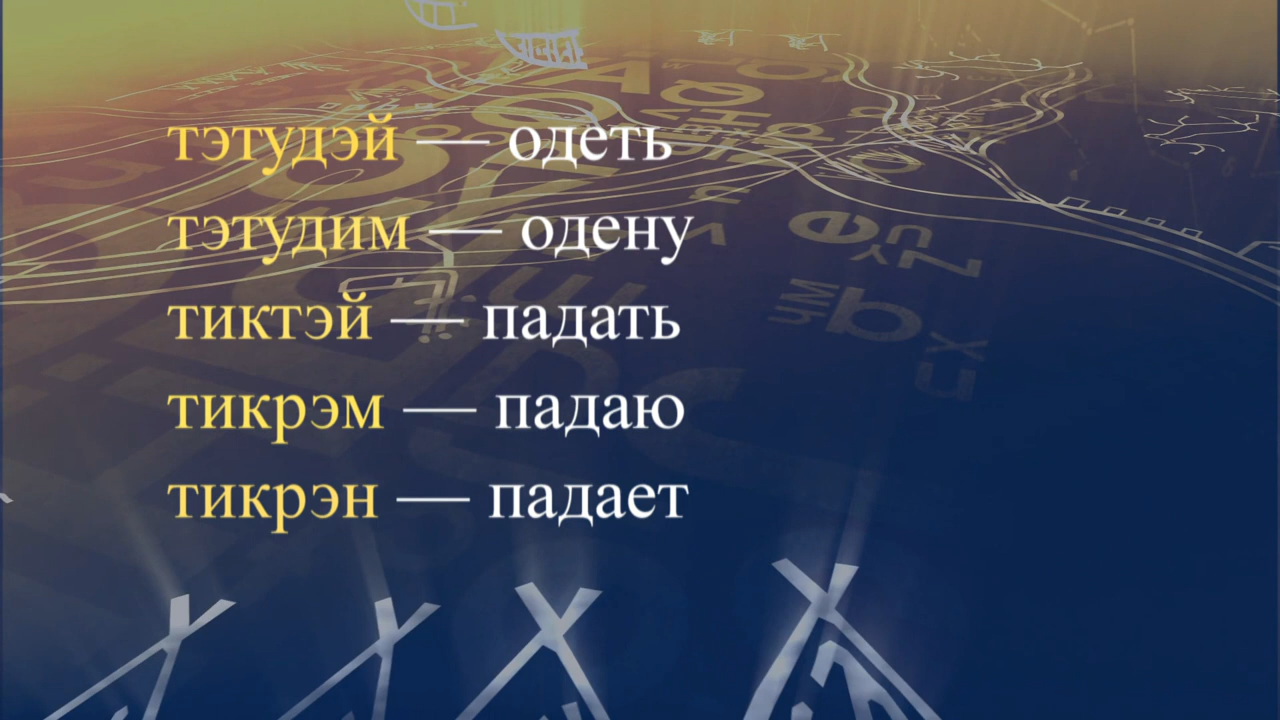 тэтудэй — одеть
тэтудим — одену
тиктэй — падать
тикрэм — падаю
тикрэн — падает